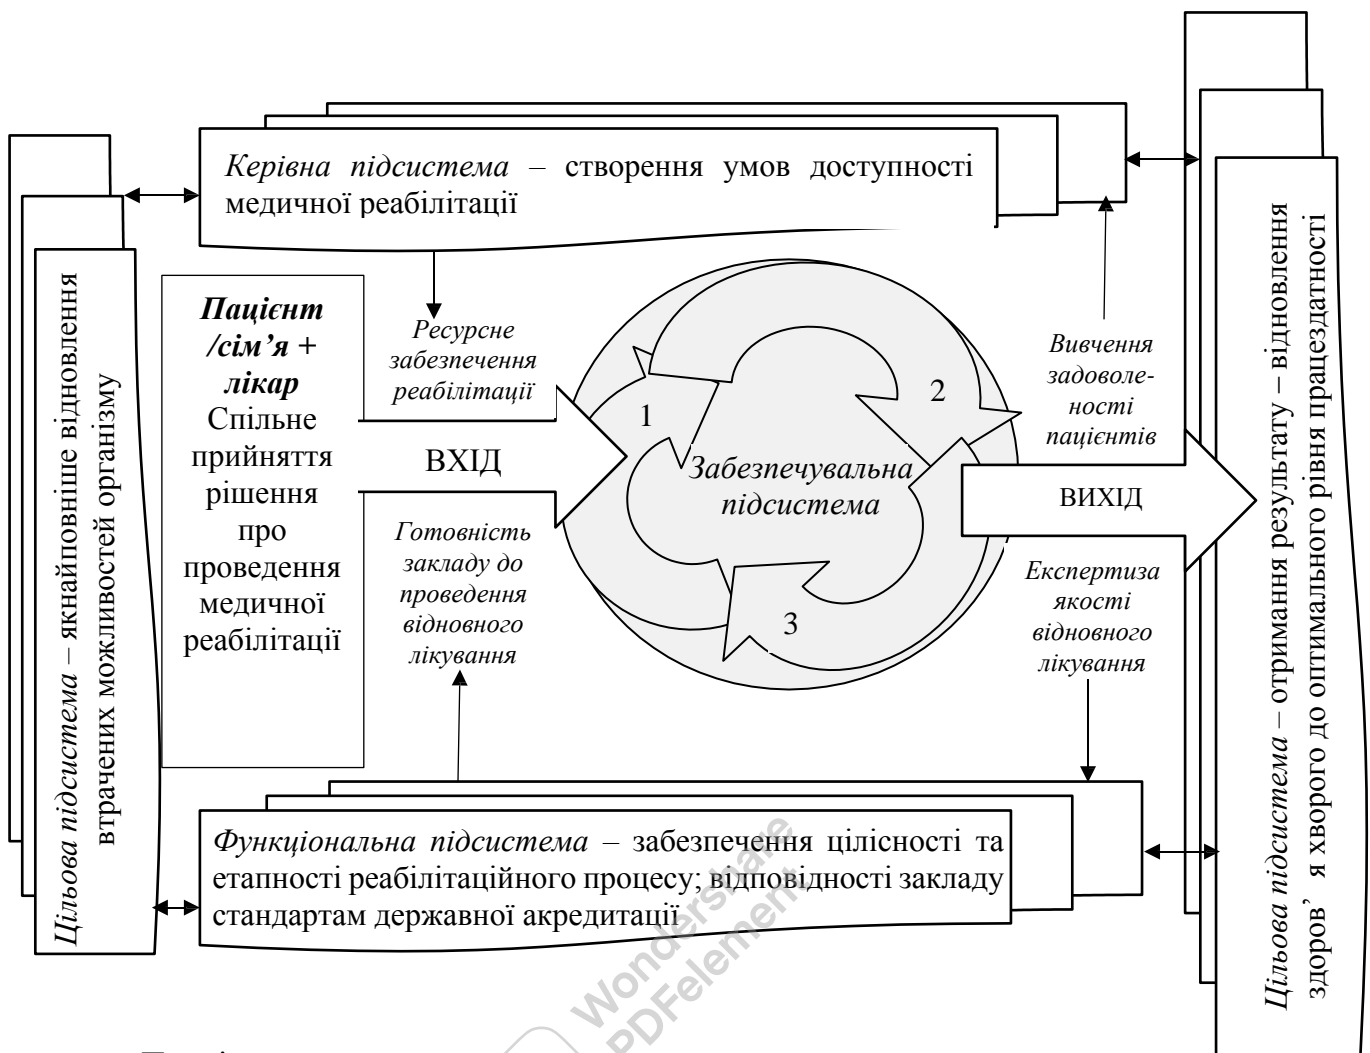 Керівна підсистема – створення умов доступності
медичної реабілітації
Цільова підсистема – якнайповніше відновлення
втрачених можливостей організму
Пацієнт
/сім’я +
лікар
Спільне
прийняття
рішення
про
проведення
медичної
реабілітації
Ресурсне
забезпечення
реабілітації
ВХІД
Готовність
закладу до
проведення
відновного
лікування
1
2
3
Забезпечувальна
підсистема
Вивчення
задоволе-
ності
пацієнтів
ВИХІД
Експертиза
якості
відновного
лікування
Цільова підсистема – отримання результату – відновлення
здоров’ я хворого до оптимального рівня працездатності
Функціональна підсистема – забезпечення цілісності та
етапності реабілітаційного процесу; відповідності закладу
стандартам державної акредитації
Wondershare
PDFelement